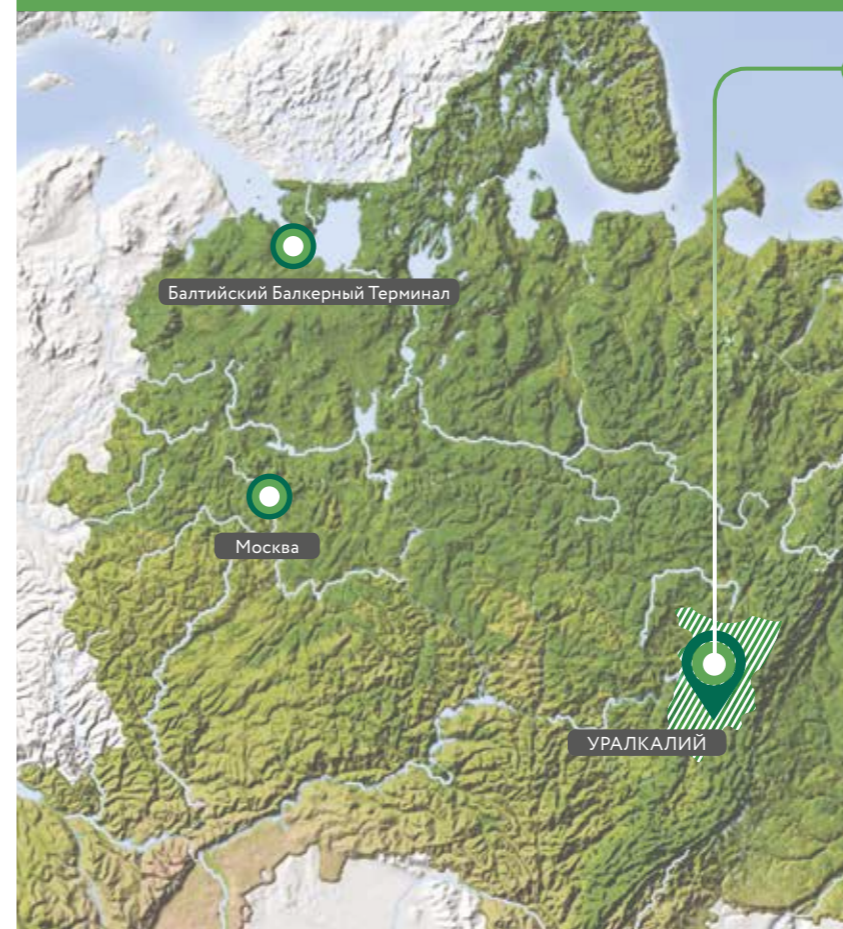 Балтийский Балкерный Терминал
Москва
УРАЛКАЛИЙ